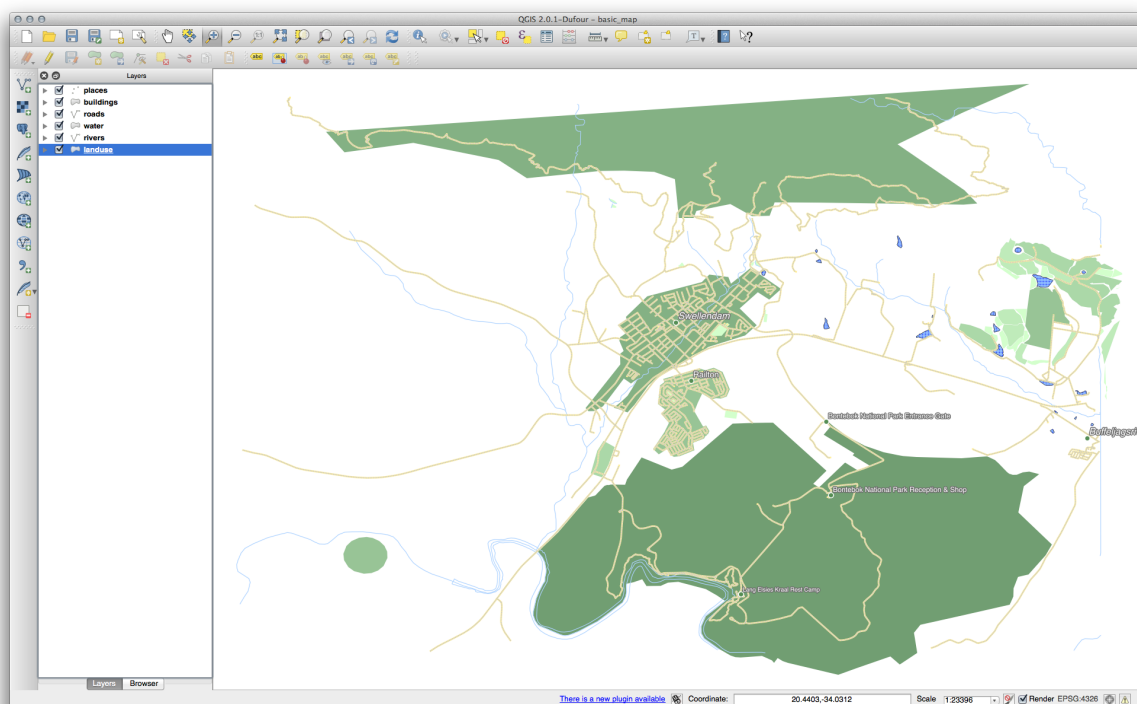 QGIS 2.0.1-Dufour - basic_map
Layers
places
buildings
roads
water
rivers
landuse
Swellendam
Railton
Bontebok National Park Entrance Gate
Buffeljagsri
Bontebok National Park Reception & Shop
Lang Elsies Kraal Rest Camp
Layers Browser
There is a new plugin available Coordinate: 20.4403,-34.0312 Scale 1:23396 Render EPSG:4326